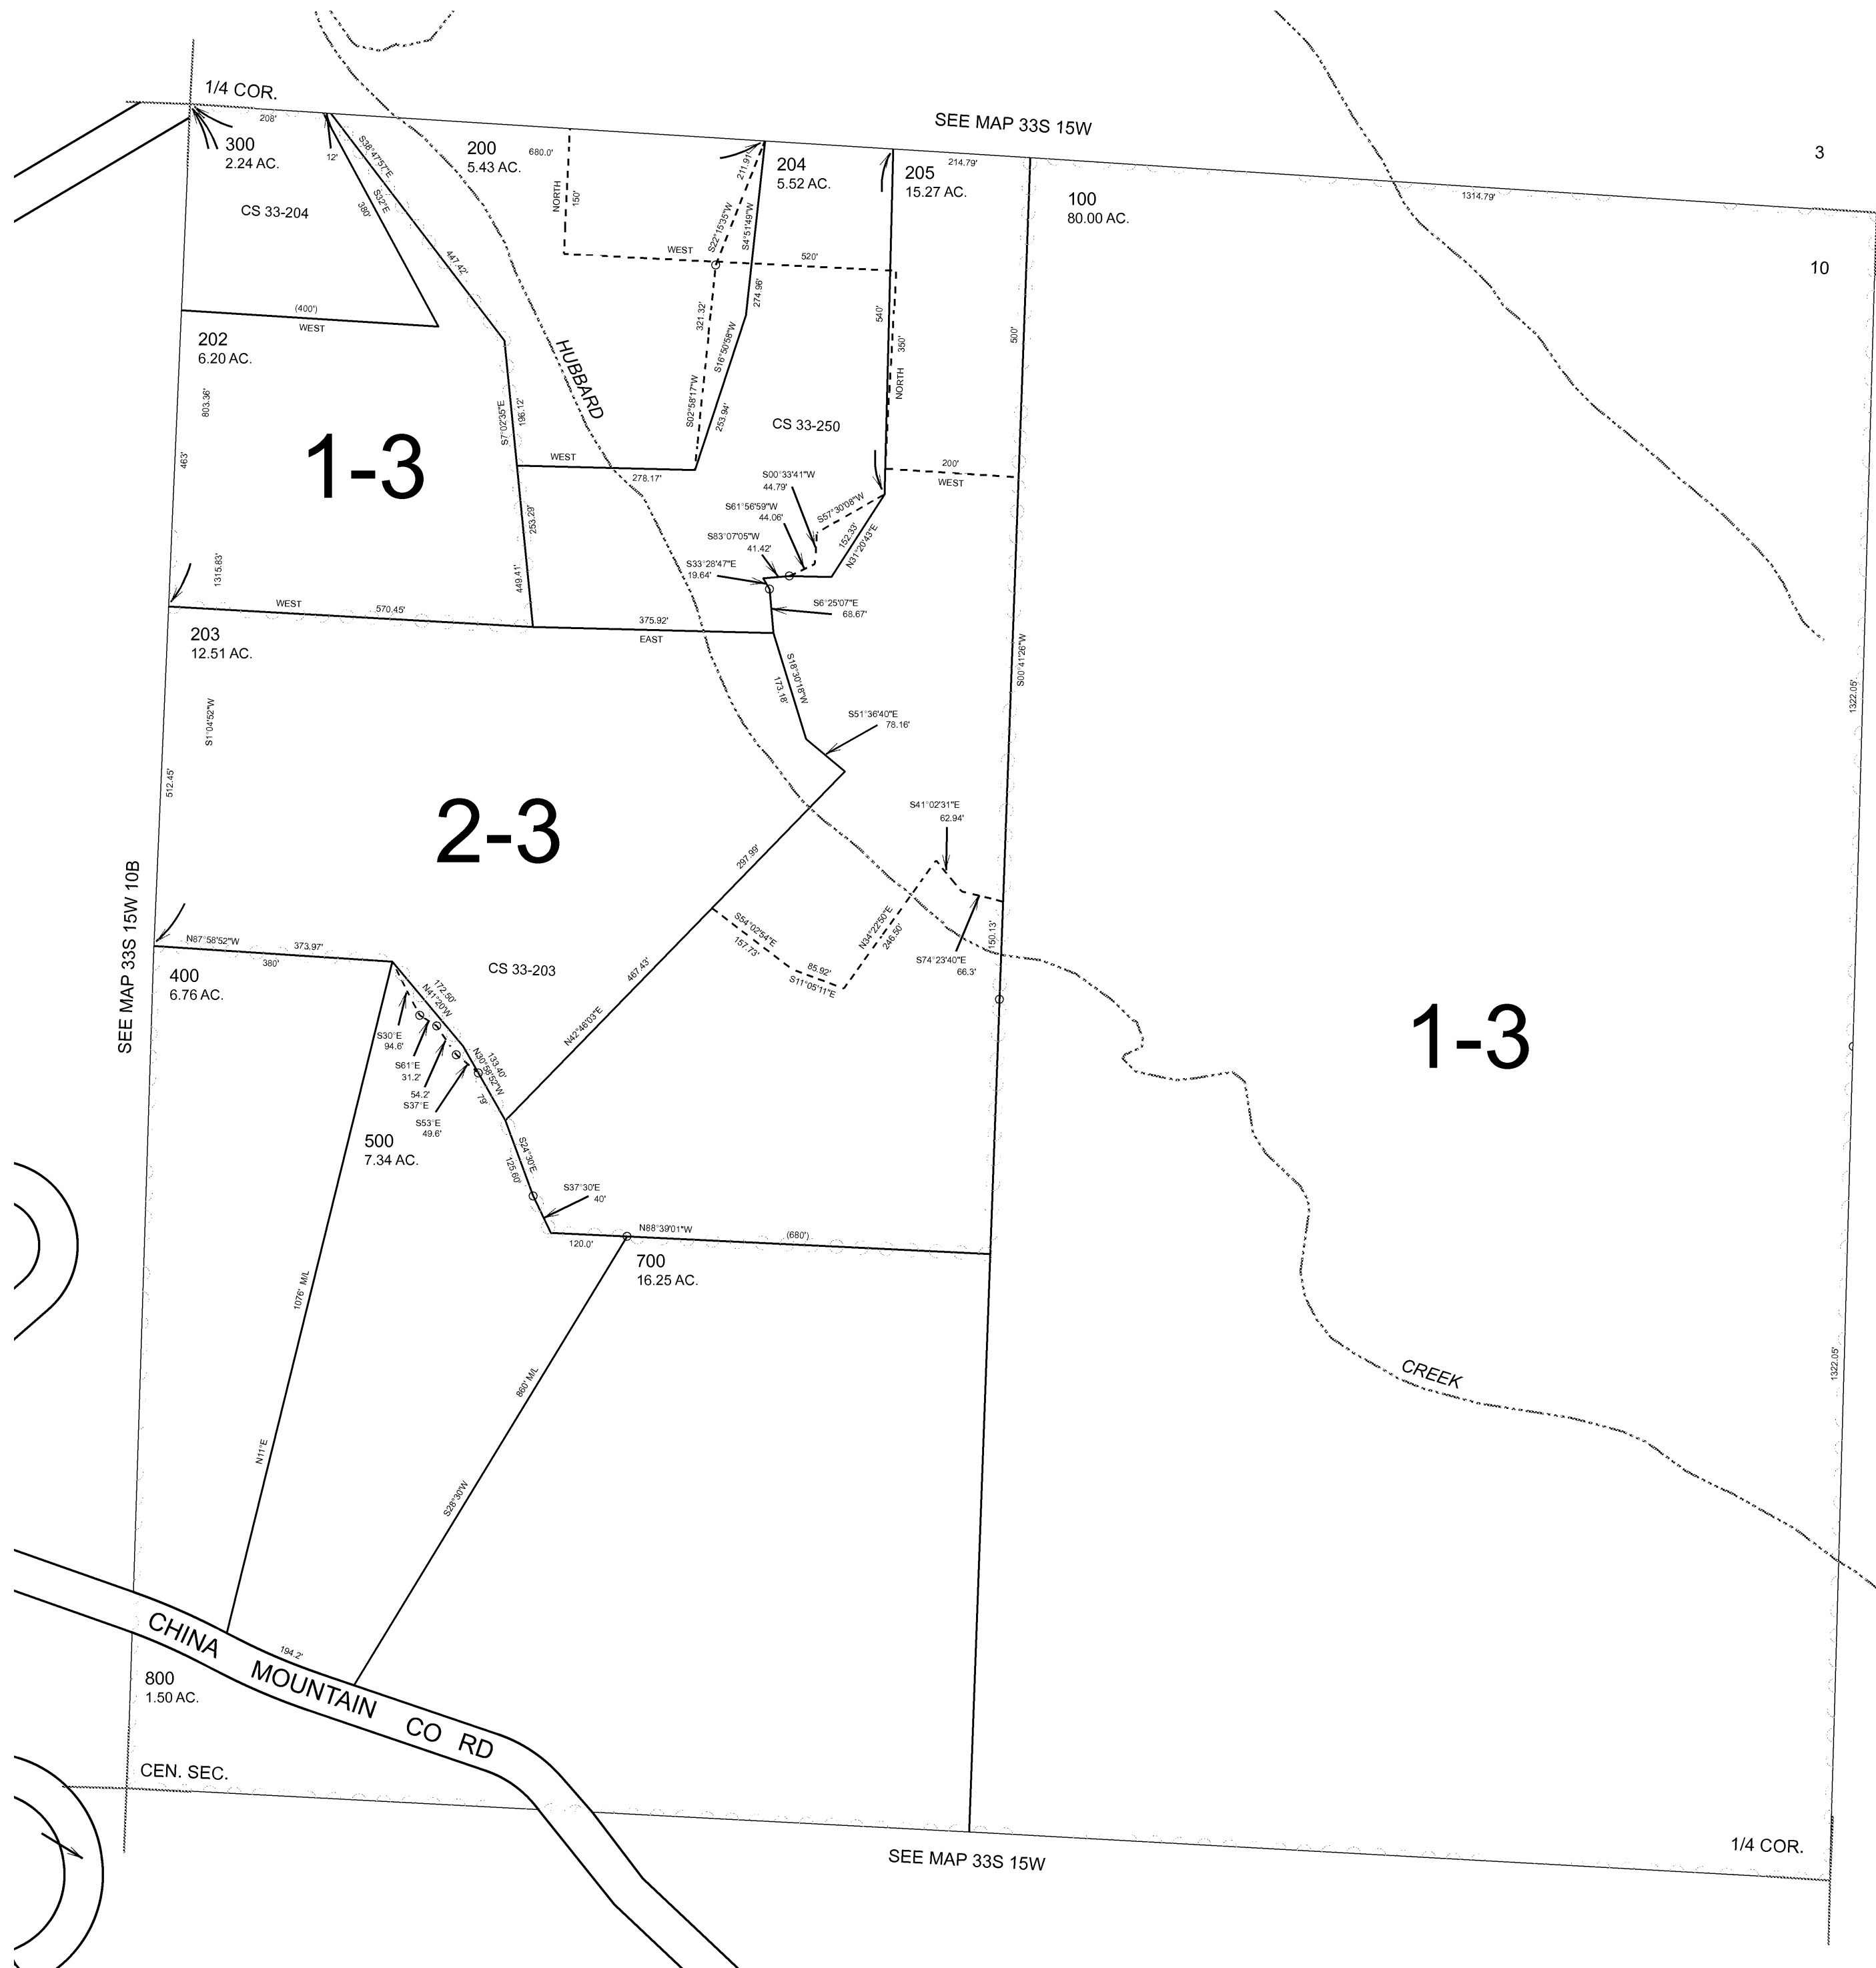 1/4 COR.
208'
SEE MAP 33S 15W
3
300
2.24 AC.
12'
S38°47'57"E
S32°E
380'
447.42'
CS 33-204
200
5.43 AC.
680.0'
NORTH
150'
211.91'
S22°15'35"W
S4°51'49"W
WEST
520'
204
5.52 AC.
205
15.27 AC.
214.79'
100
80.00 AC.
1314.79'
10
(400')
WEST
202
6.20 AC.
803.36'
463'
1-3
HUBBARD
321.32'
274.96'
S16°50'58"W
S02°58'17"W
253.94'
540'
350'
NORTH
500'
CS 33-250
S7°02'35"E
196.12'
WEST
278.17'
200'
WEST
S00°33'41"W
44.79'
S61°56'59"W
44.06'
S57°30'08"W
S83°07'05"W
41.42'
152.33'
N31°20'43"E
S33°28'47"E
19.64'
253.29'
449.41'
1315.83'
S6°25'07"E
68.67'
WEST
570.45'
375.92'
EAST
203
12.51 AC.
S18°30'18"W
173.18'
S00°41'26"W
S51°36'40"E
78.16'
S1°04'52"W
512.45'
1322.05'
2-3
S41°02'31"E
62.94'
297.99'
SEE MAP 33S 15W 10B
S54°02'54"E
157.73'
N34°22'50"E
246.50'
150.13'
S74°23'40"E
66.3'
85.92'
S11°05'11"E
N87°58'52"W
373.97'
380'
400
6.76 AC.
CS 33-203
467.43'
N42°46'03"E
172.50'
N41°20'W
S30°E
94.6'
S61°E
31.2'
54.2'
S37°E
S53°E
49.6'
133.40'
N30°58'52"W
79'
1-3
500
7.34 AC.
S24°30'E
125.60'
S37°30'E
40'
N88°39'01"W
120.0'
(680')
700
16.25 AC.
1076' M/L
N11°E
860' M/L
S28°30'W
CREEK
1322.05'
CHINA MOUNTAIN CO RD
194.2'
800
1.50 AC.
CEN. SEC.
SEE MAP 33S 15W
1/4 COR.